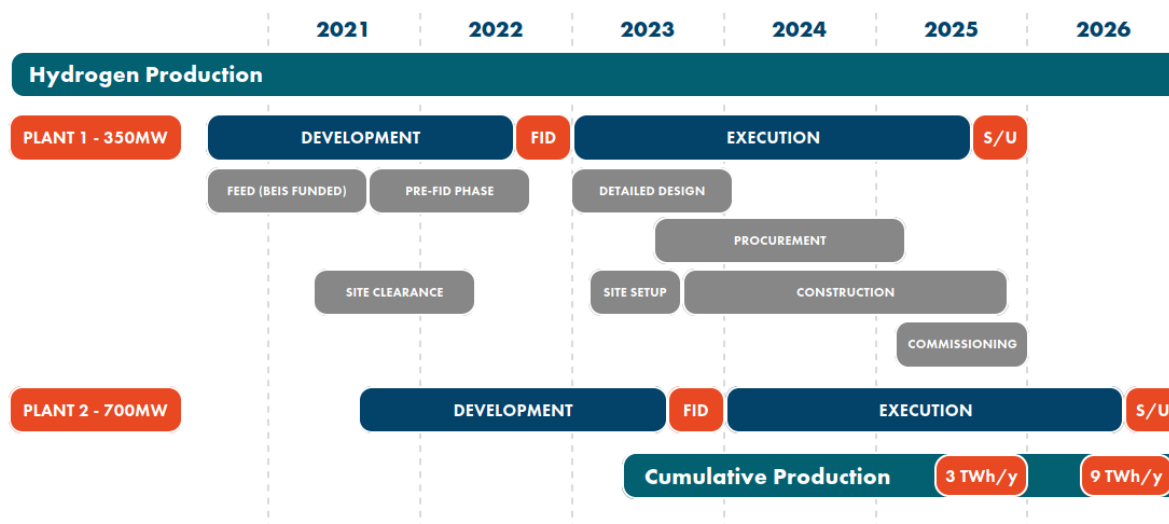 2021 2022 2023 2024 2025 2026
Hydrogen Production
PLANT 1 - 350MW DEVELOPMENT FID EXECUTION S/U
FEED (BEIS FUNDED) PRE-FID PHASE DETAILED DESIGN
PROCUREMENT
SITE CLEARANCE SITE SETUP CONSTRUCTION
COMMISSIONING
PLANT 2 - 700MW DEVELOPMENT FID EXECUTION S/U
Cumulative Production 3 TWh/y 9 TWh/y